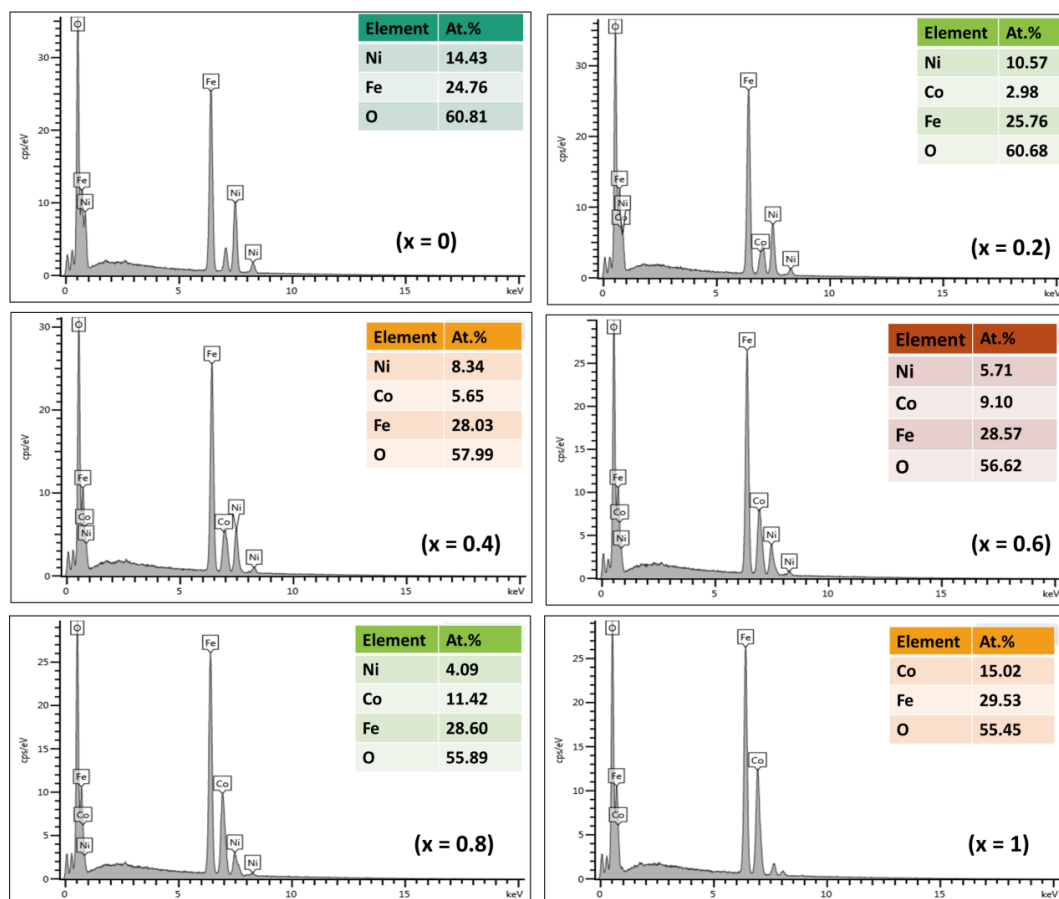 Element At.%
Ni 14.43
Fe 24.76
O 60.81
(x = 0)
cps/eV
30
20
10
0
O
Fe
Ni
Fe
Ni
Ni
0 5 10 15
keV
Element At.%
Ni 10.57
Co 2.98
Fe 25.76
O 60.68
(x = 0.2)
cps/eV
30
20
10
0
O
Fe
Ni
Co
Fe
Co
Ni
Ni
0 5 10 15
keV
Element At.%
Ni 8.34
Co 5.65
Fe 28.03
O 57.99
(x = 0.4)
cps/eV
30
20
10
0
O
Fe
Co
Ni
Fe
Co
Ni
Ni
0 5 10 15
keV
Element At.%
Ni 5.71
Co 9.10
Fe 28.57
O 56.62
(x = 0.6)
cps/eV
25
20
15
10
5
0
O
Fe
Co
Ni
Fe
Co
Ni
Ni
0 5 10 15
keV
Element At.%
Ni 4.09
Co 11.42
Fe 28.60
O 55.89
(x = 0.8)
cps/eV
25
20
15
10
5
0
O
Fe
Co
Ni
Fe
Co
Ni
Ni
0 5 10 15
keV
Element At.%
Co 15.02
Fe 29.53
O 55.45
(x = 1)
cps/eV
25
20
15
10
5
0
O
Fe
Co
Fe
Co
0 5 10 15
keV